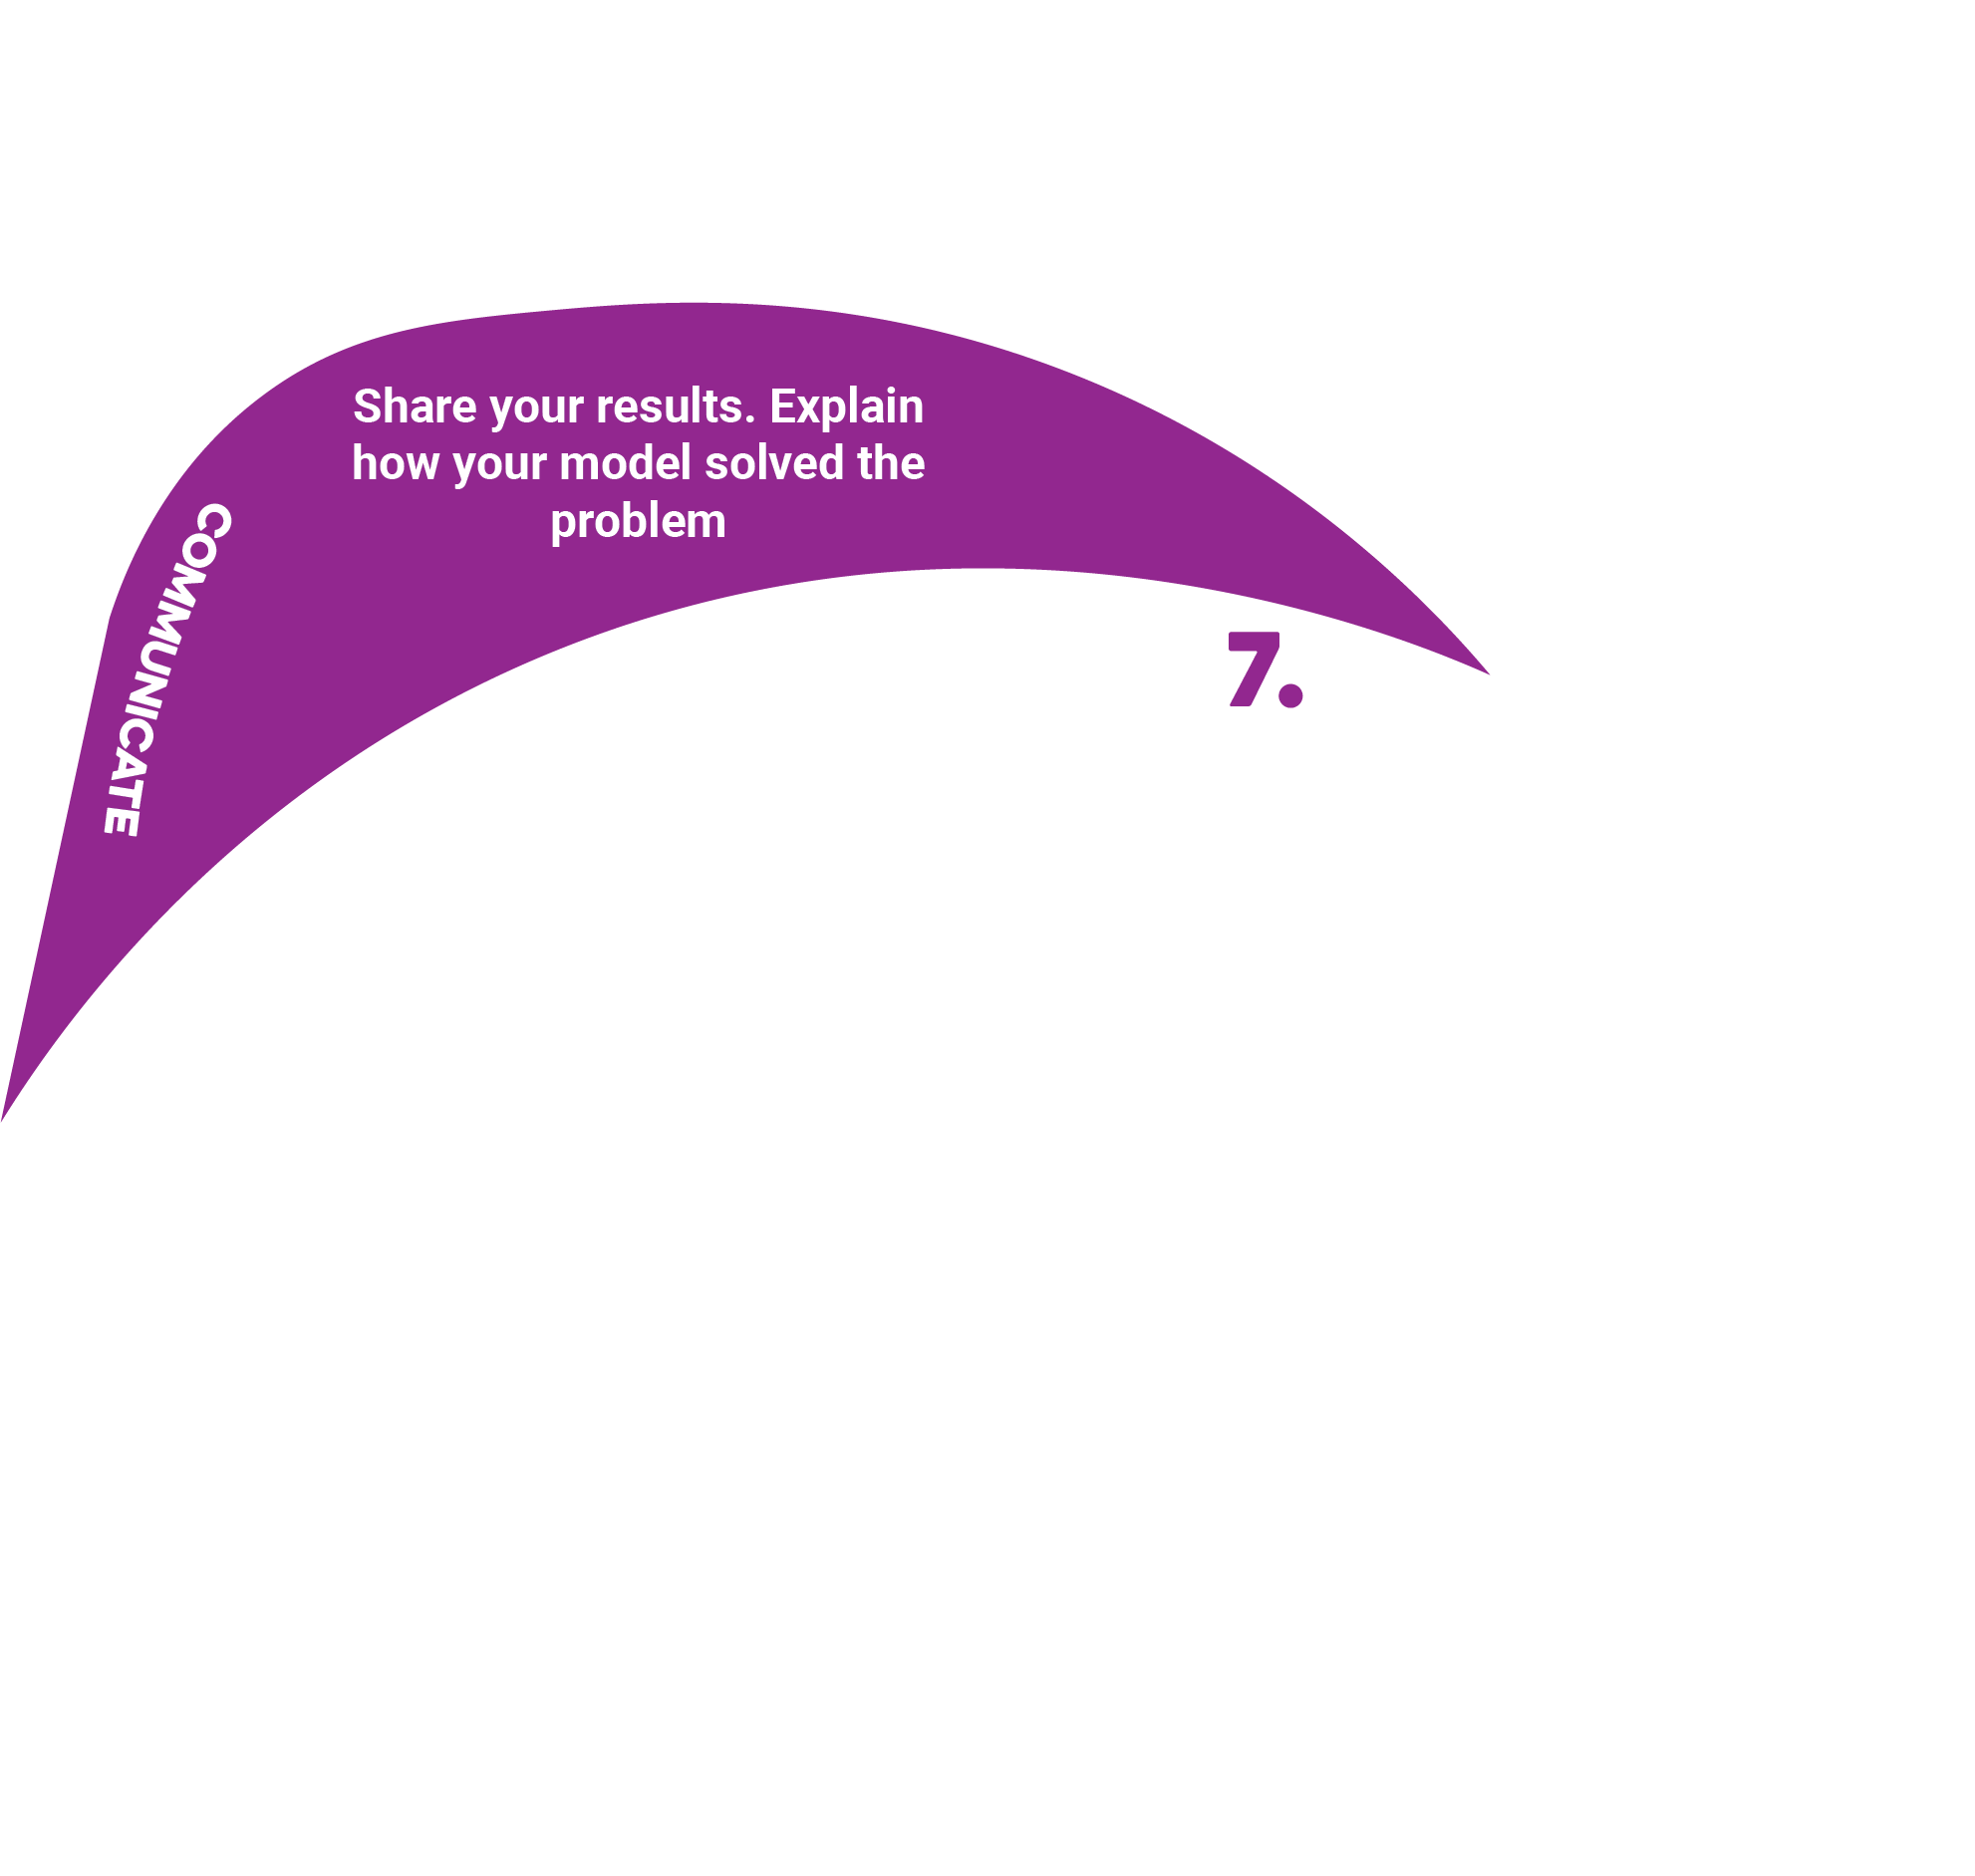 Share your results. Explain
how your model solved the
problem
COMMUNICATE
7.